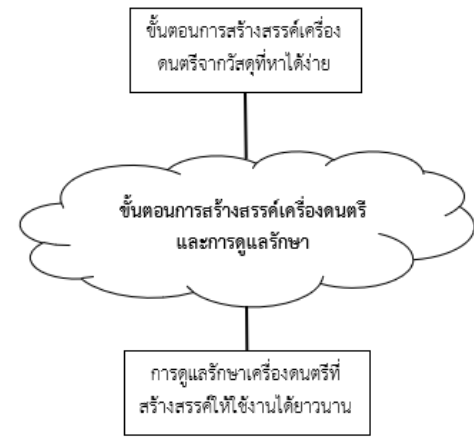 ขั้นตอนการสร้างสรรค์เครื่อง
ดนตรีจากวัสดุที่หาได้ง่าย
ขั้นตอนการสร้างสรรค์เครื่องดนตรี
และการดูแลรักษา
การดูแลรักษาเครื่องดนตรีที่
สร้างสรรค์ให้ใช้งานได้ยาวนาน